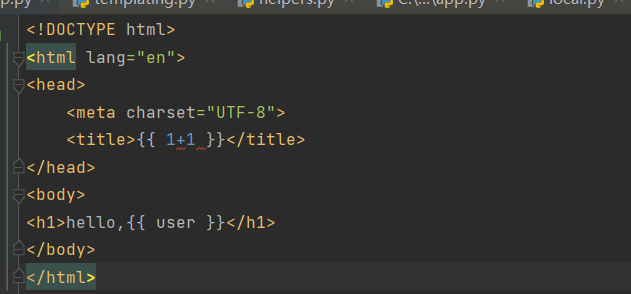 p.py templating.py helpers.py C:\...\app.py local.py
<!DOCTYPE html>
<html lang="en">
<head>
    <meta charset="UTF-8">
    <title>{{ 1+1 }}</title>
</head>
<body>
<h1>hello,{{ user }}</h1>
</body>
</html>